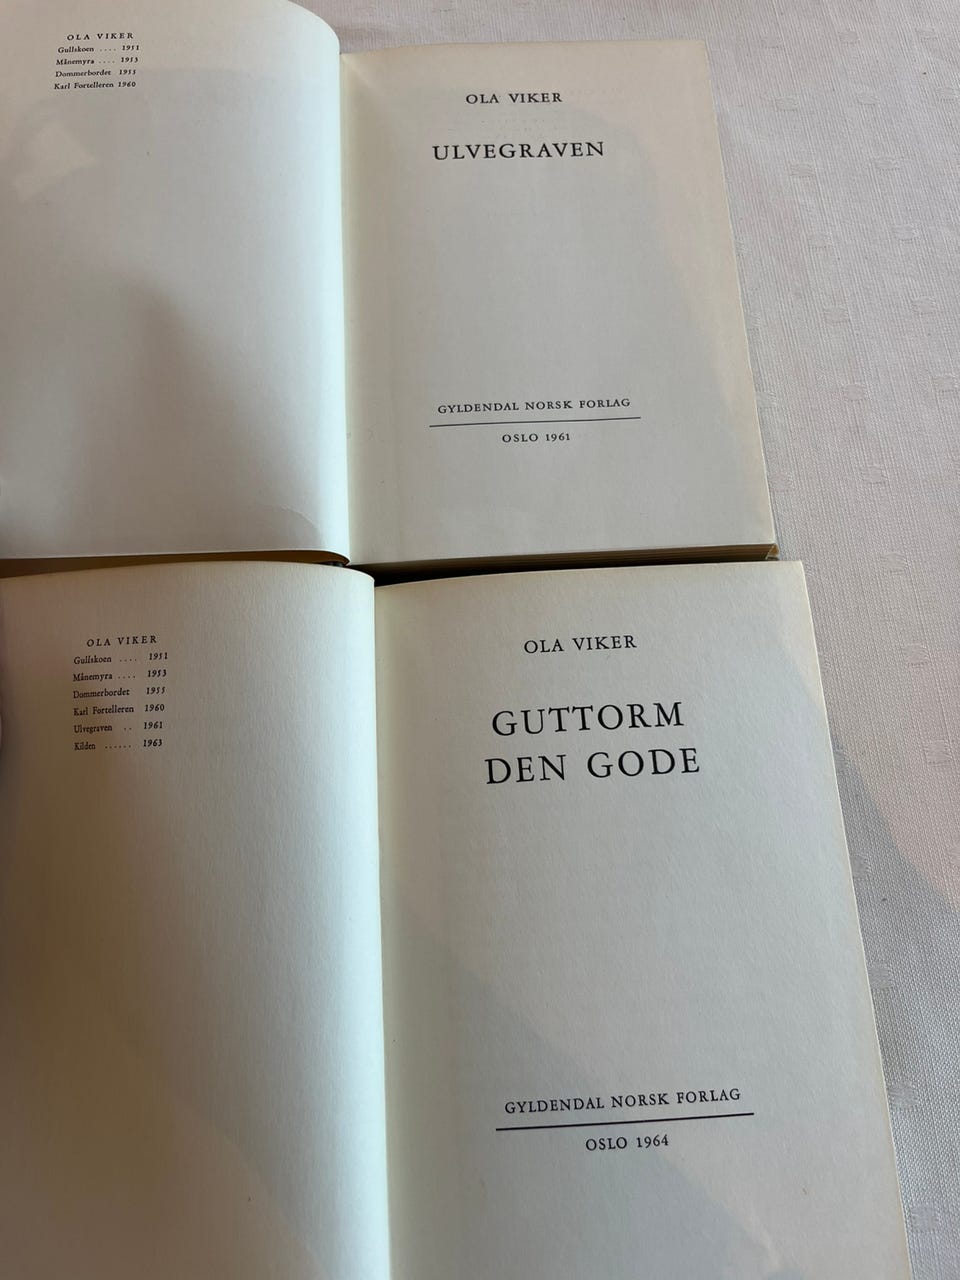 OLA VIKER
Gullskoen .... 1951
Månemyra .... 1953
Dommerbordet 1955
Karl Fortelleren 1960
OLA VIKER
ULVEGRAVEN
GYLDENDAL NORSK FORLAG
OSLO 1961
OLA VIKER
Gullskoen .... 1951
Månemyra .... 1953
Dommerbordet 1955
Karl Fortelleren 1960
Ulvegraven .. 1961
Kilden ...... 1963
OLA VIKER
GUTTORM
DEN GODE
GYLDENDAL NORSK FORLAG
OSLO 1964